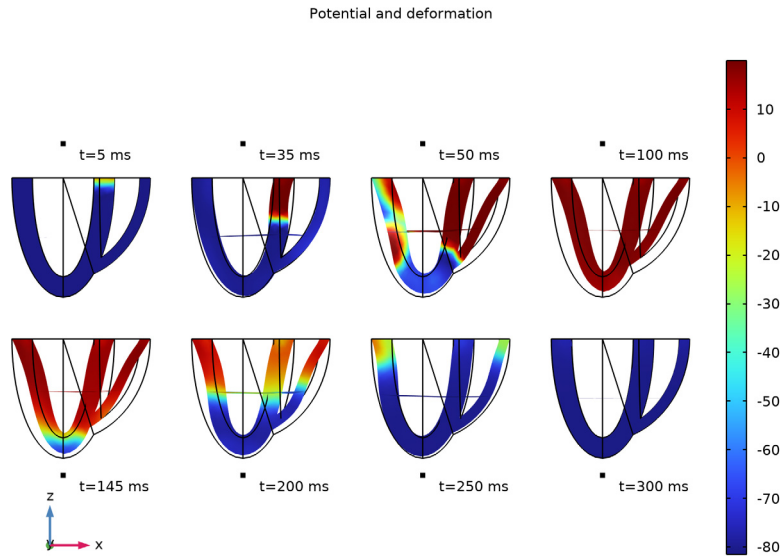 Potential and deformation
t=5 ms
t=35 ms
t=50 ms
t=100 ms
t=145 ms
t=200 ms
t=250 ms
t=300 ms
10
0
-10
-20
-30
-40
-50
-60
-70
-80
z
y
x